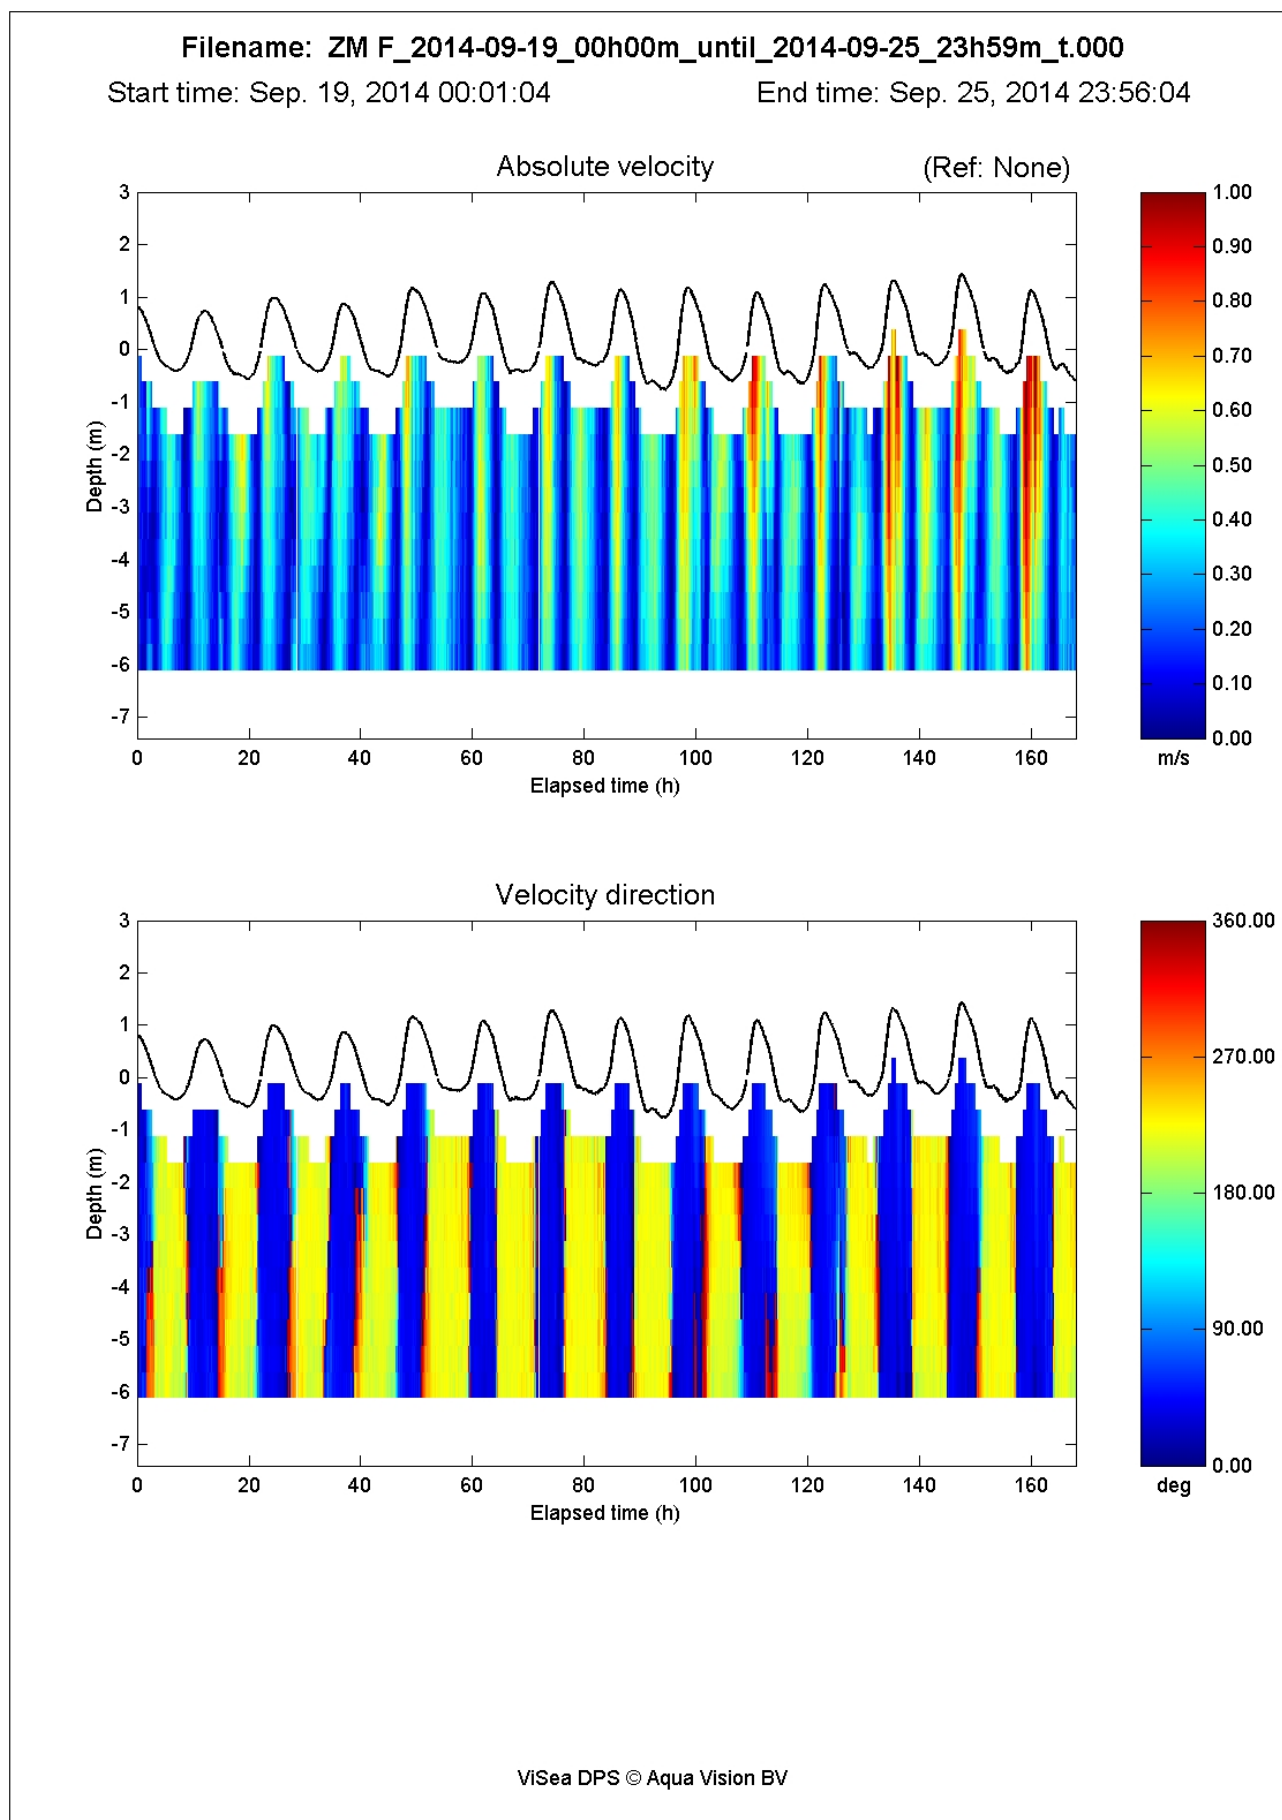 Filename: ZM F_2014-09-19_00h00m_until_2014-09-25_23h59m_t.000
Start time: Sep. 19, 2014 00:01:04 End time: Sep. 25, 2014 23:56:04
Absolute velocity (Ref: None)
3
2
1
0
-1
-2
-3
-4
-5
-6
-7
Depth (m)
0 20 40 60 80 100 120 140 160
Elapsed time (h)
1.00
0.90
0.80
0.70
0.60
0.50
0.40
0.30
0.20
0.10
0.00
m/s
Velocity direction
3
2
1
0
-1
-2
-3
-4
-5
-6
-7
Depth (m)
0 20 40 60 80 100 120 140 160
Elapsed time (h)
360.00
270.00
180.00
90.00
0.00
deg
ViSea DPS © Aqua Vision BV